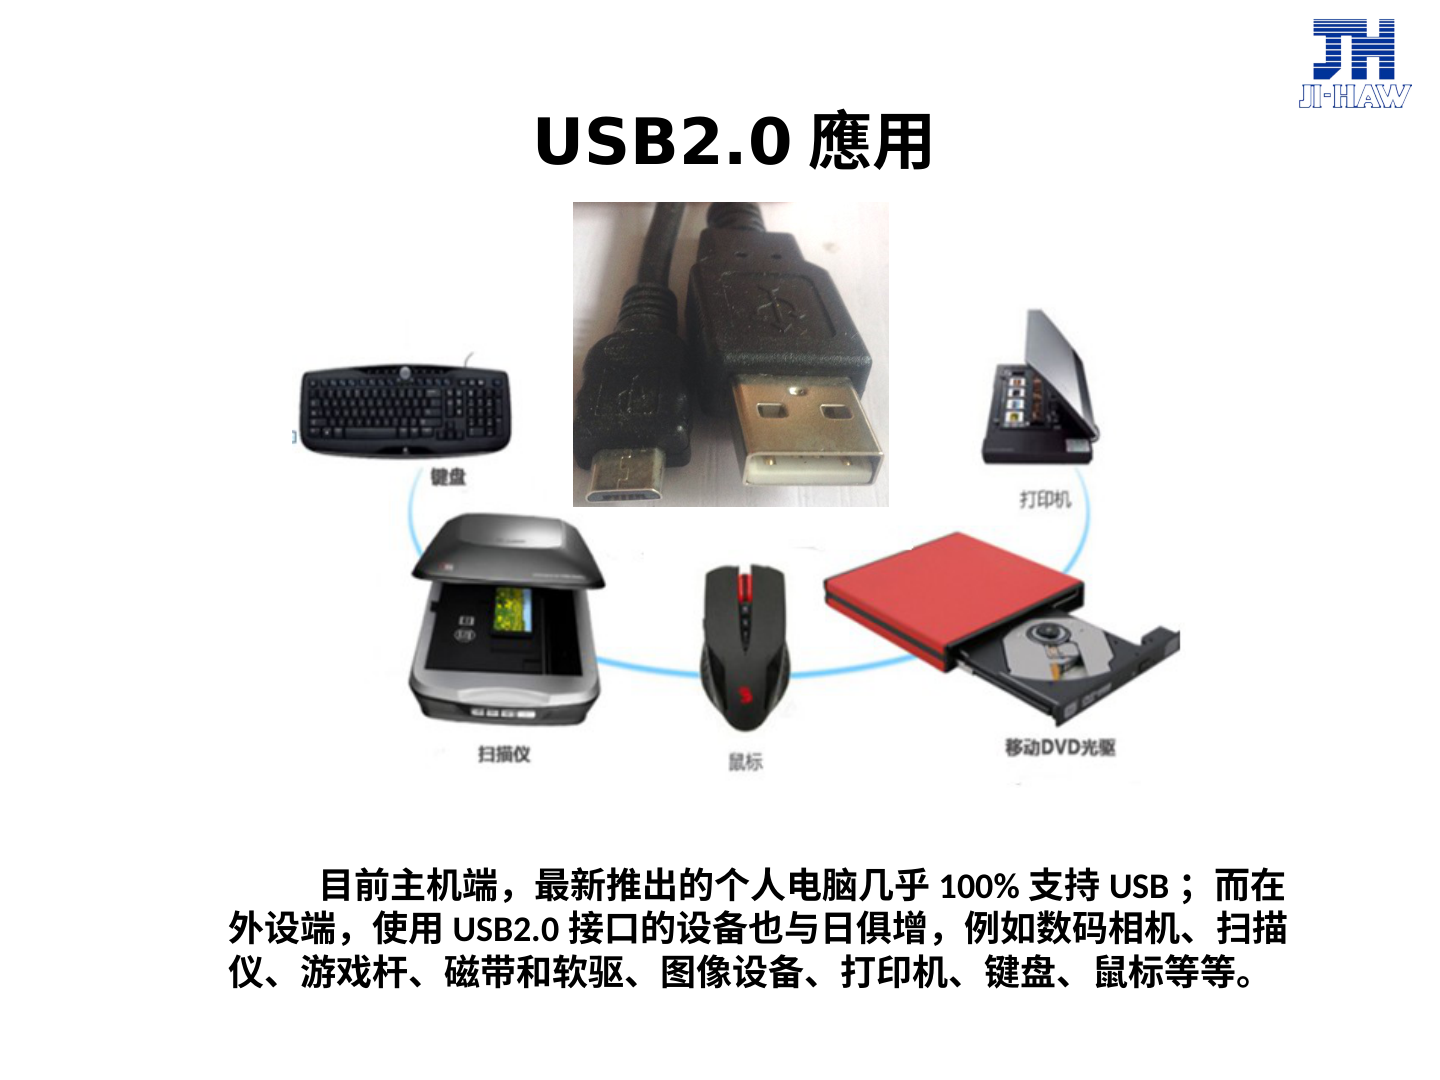 JH
JI-HAW
USB2.0 應用
键盘
打印机
扫描仪
鼠标
移动DVD光驱
目前主机端，最新推出的个人电脑几乎 100% 支持 USB ；而在
外设端，使用 USB2.0 接口的设备也与日俱增，例如数码相机、扫描
仪、游戏杆、磁带和软驱、图像设备、打印机、键盘、鼠标等等。